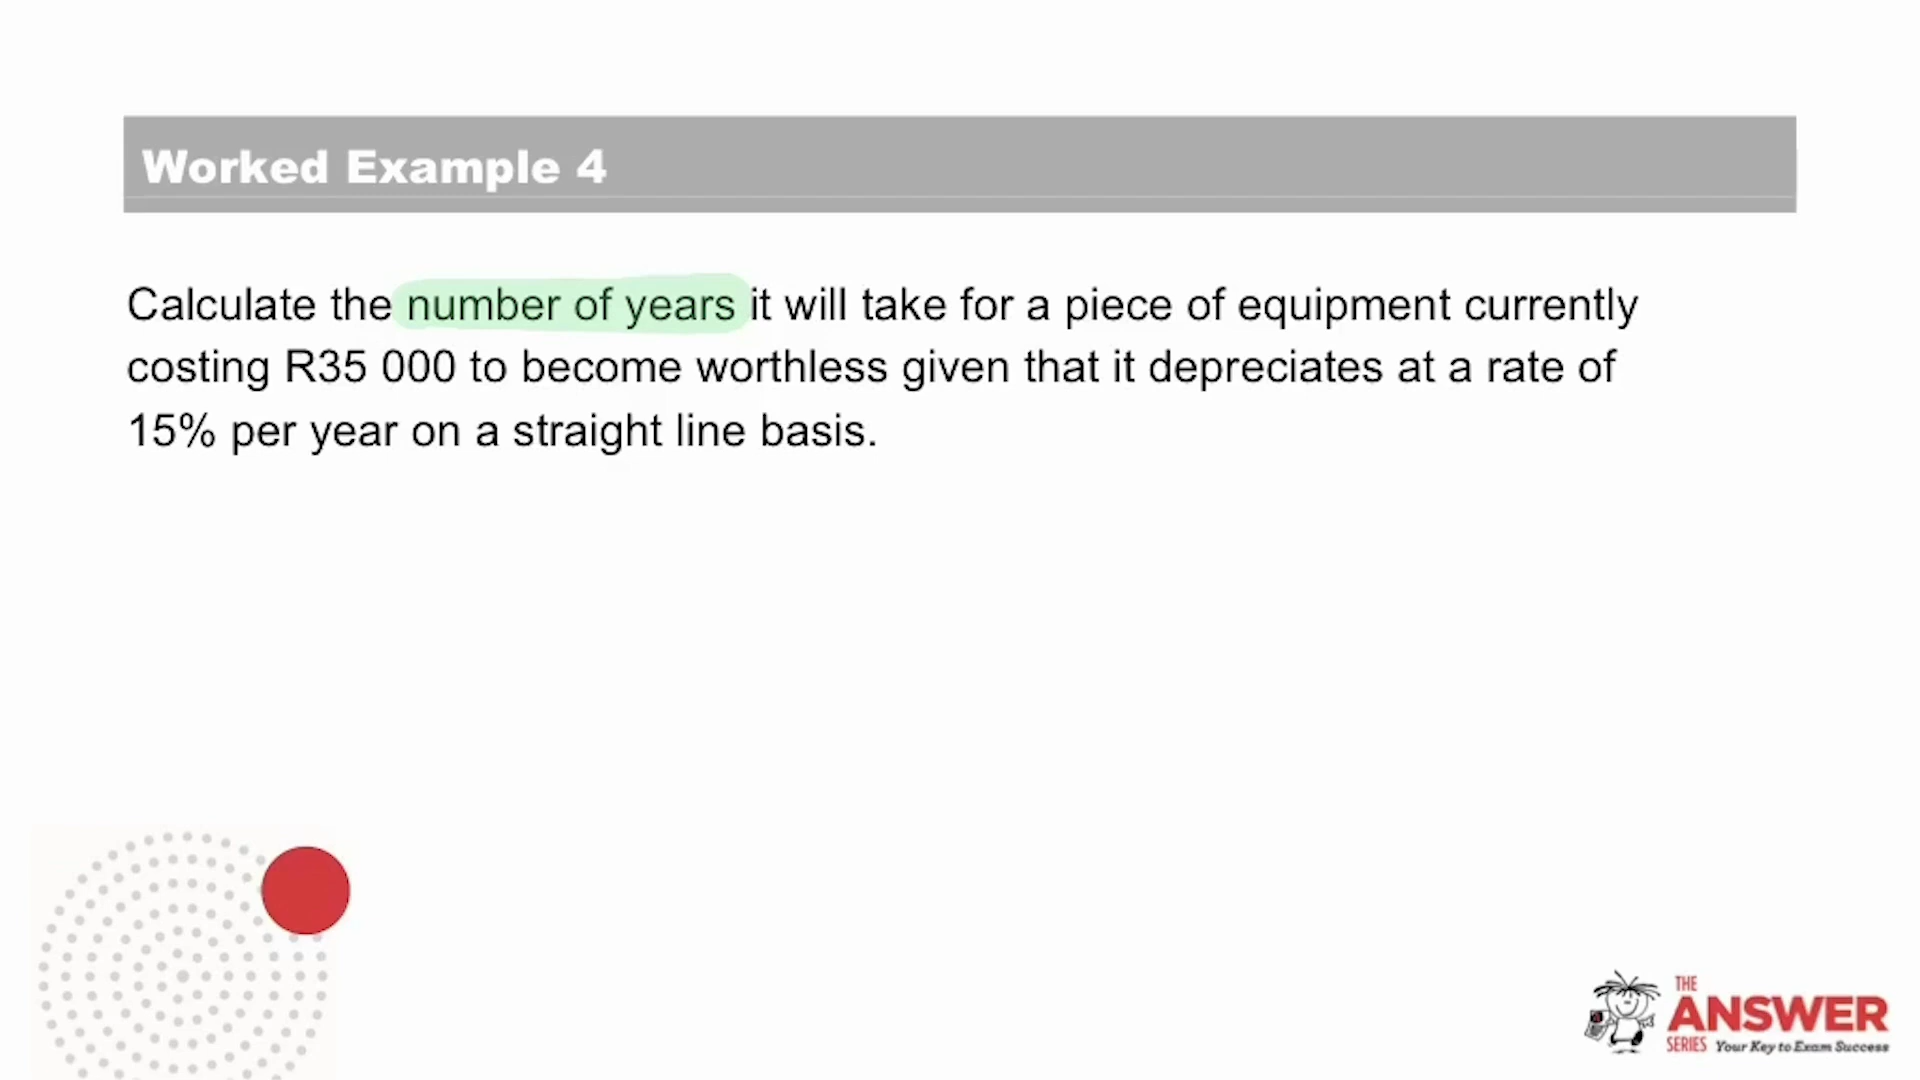 Worked Example 4
Calculate the number of years it will take for a piece of equipment currently
costing R35 000 to become worthless given that it depreciates at a rate of
15% per year on a straight line basis.
THE
ANSWER
SERIES Your Key to Exam Success